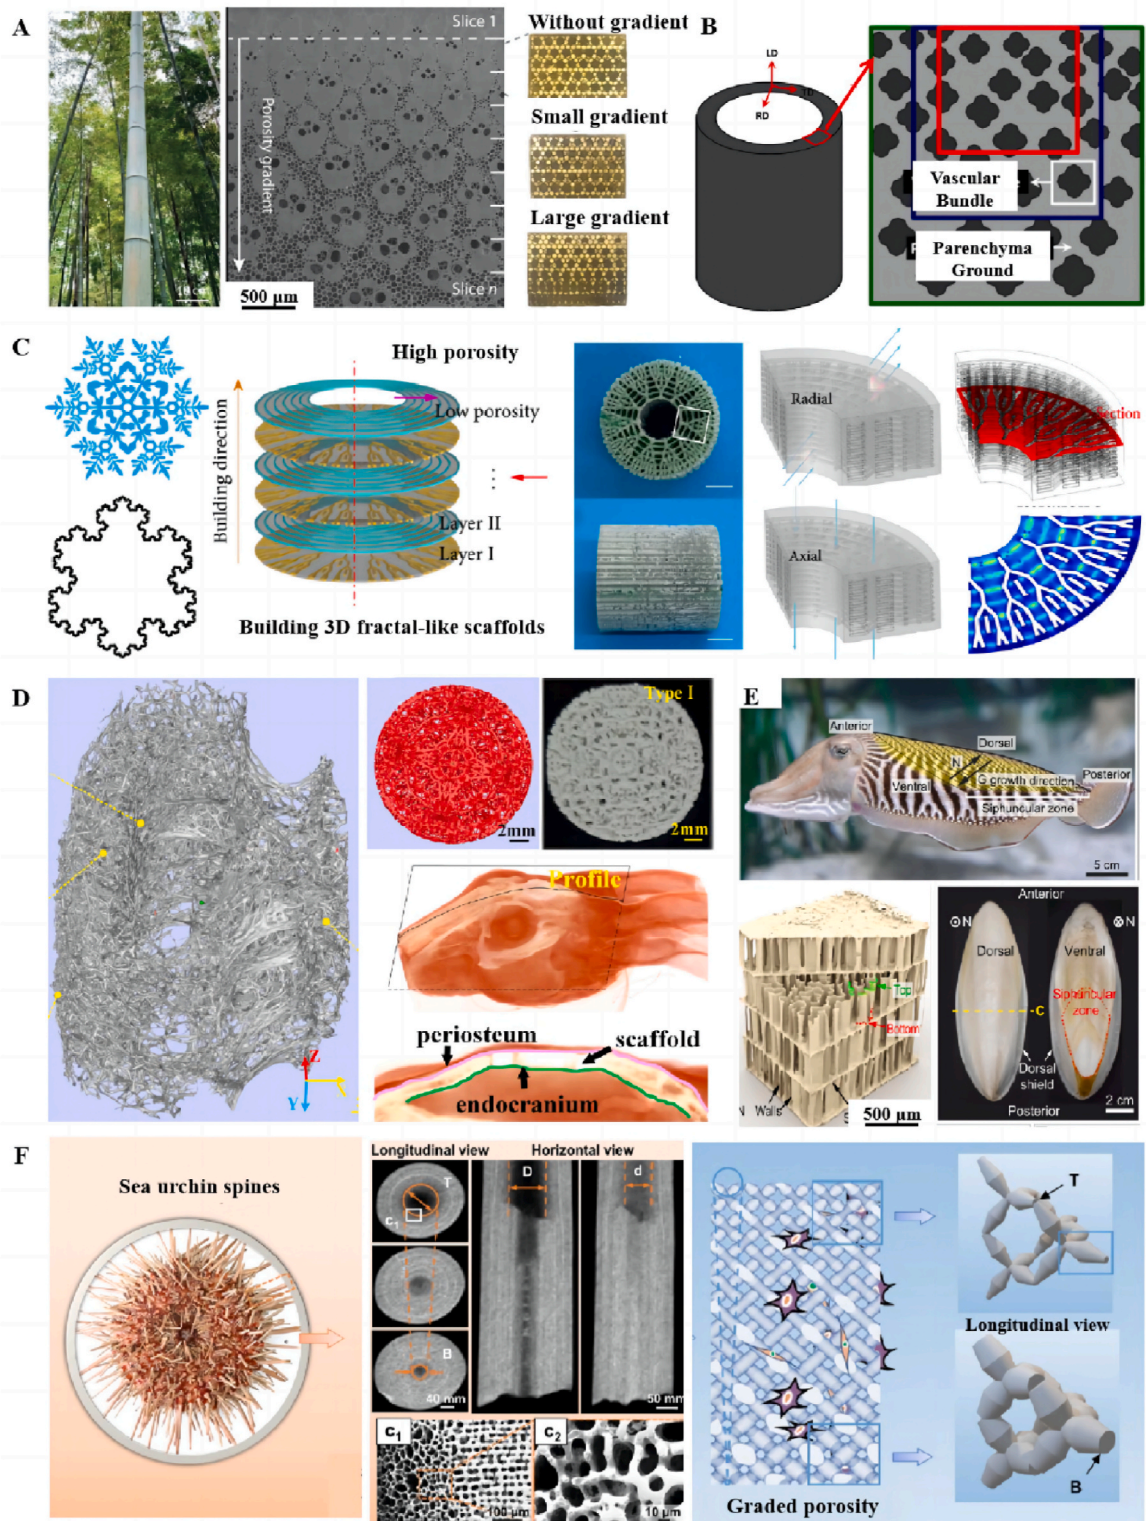 A
Slice 1
Porosity gradient
Slice n
500 μm
Without gradient
Small gradient
Large gradient
B
LD
RD
Vascular
Bundle
Parenchyma
Ground
C
High porosity
Low porosity
Building direction
Layer II
Layer I
Building 3D fractal-like scaffolds
Radial
Axial
D
Z
Y
2mm
Type I
2mm
Profile
periosteum
scaffold
endocranium
E
Anterior
Dorsal
N
G growth direction
Posterior
Ventral
Siphuncular zone
5 cm
Top
Bottom
Walls
500 μm
Anterior
N
N
Dorsal
Ventral
Siphuncular
zone
C
Dorsal
shield
Posterior
2 cm
F
Sea urchin spines
Longitudinal view
Horizontal view
T
D
d
c1
B
40 mm
50 mm
c1
c2
100 μm
10 μm
Graded porosity
T
Longitudinal view
B